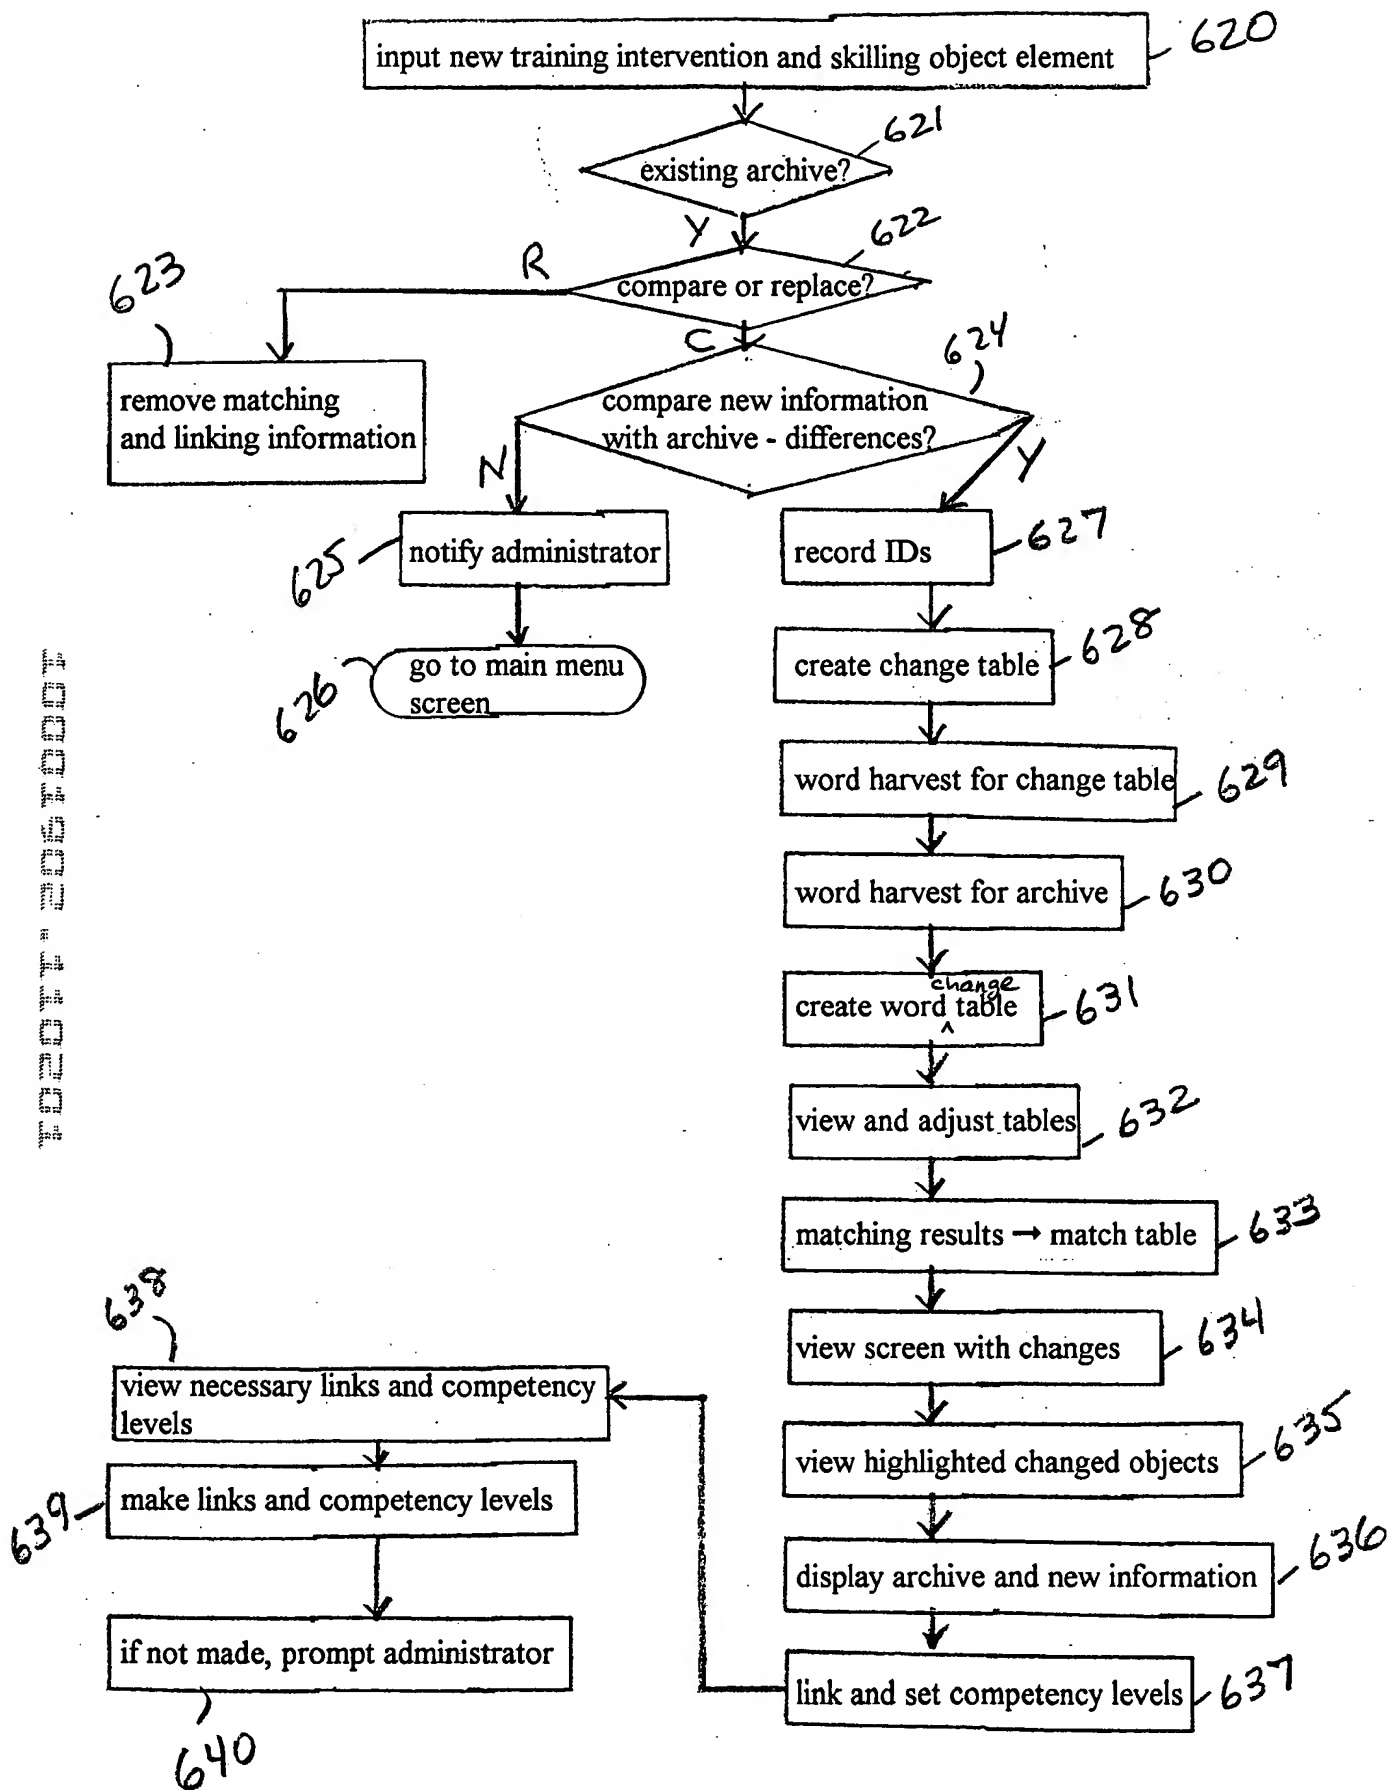 input new training intervention and skilling object element
620
existing archive?
621
Y
compare or replace?
622
R
623
remove matching
and linking information
C
compare new information
with archive - differences?
624
N
Y
notify administrator
625
go to main menu
screen
626
record IDs
627
create change table
628
word harvest for change table
629
word harvest for archive
630
create word ^ table
change
631
view and adjust tables
632
matching results → match table
633
view screen with changes
634
view highlighted changed objects
635
display archive and new information
636
link and set competency levels
637
638
view necessary links and competency
levels
make links and competency levels
639
if not made, prompt administrator
640
10001902.110201